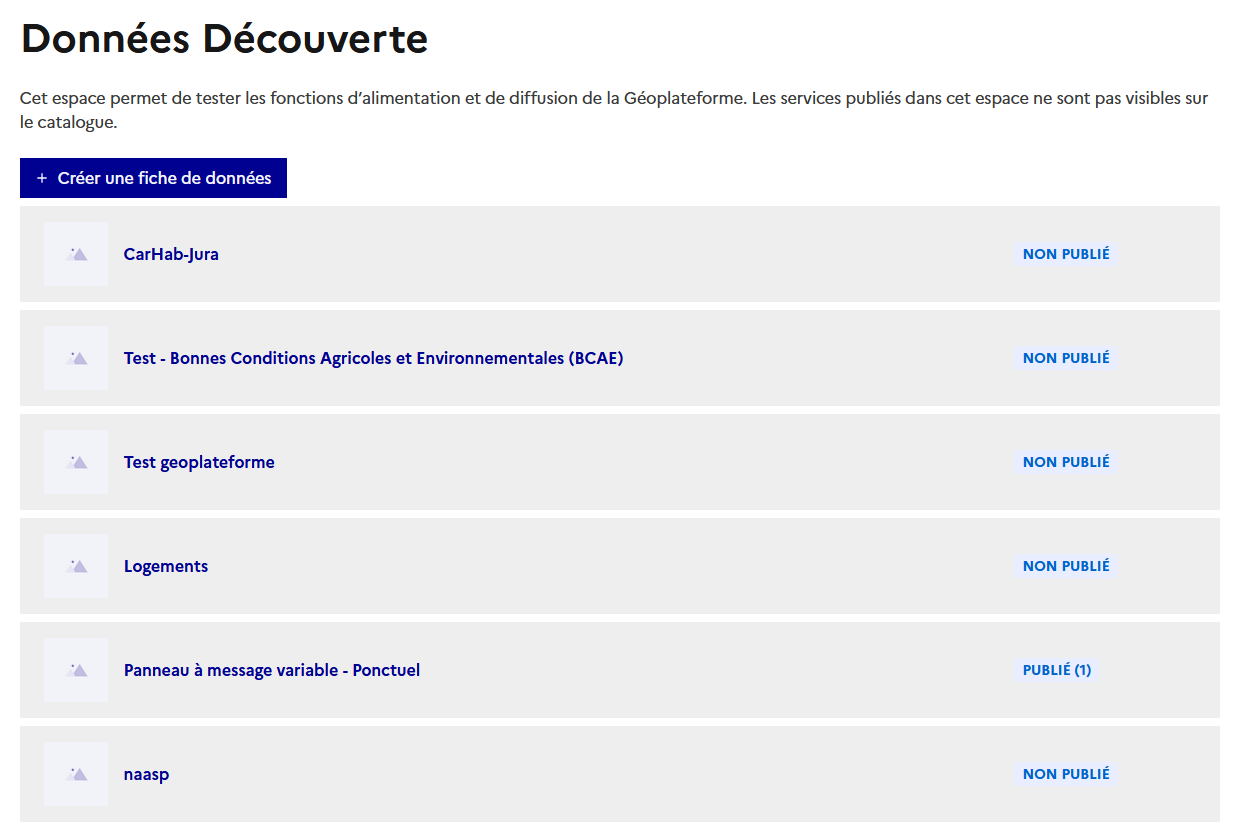 Données Découverte
Cet espace permet de tester les fonctions d’alimentation et de diffusion de la Géoplateforme. Les services publiés dans cet espace ne sont pas visibles sur
le catalogue.
+ Créer une fiche de données
CarHab-Jura NON PUBLIÉ
Test - Bonnes Conditions Agricoles et Environnementales (BCAE) NON PUBLIÉ
Test geoplateforme NON PUBLIÉ
Logements NON PUBLIÉ
Panneau à message variable - Ponctuel PUBLIÉ (1)
naasp NON PUBLIÉ